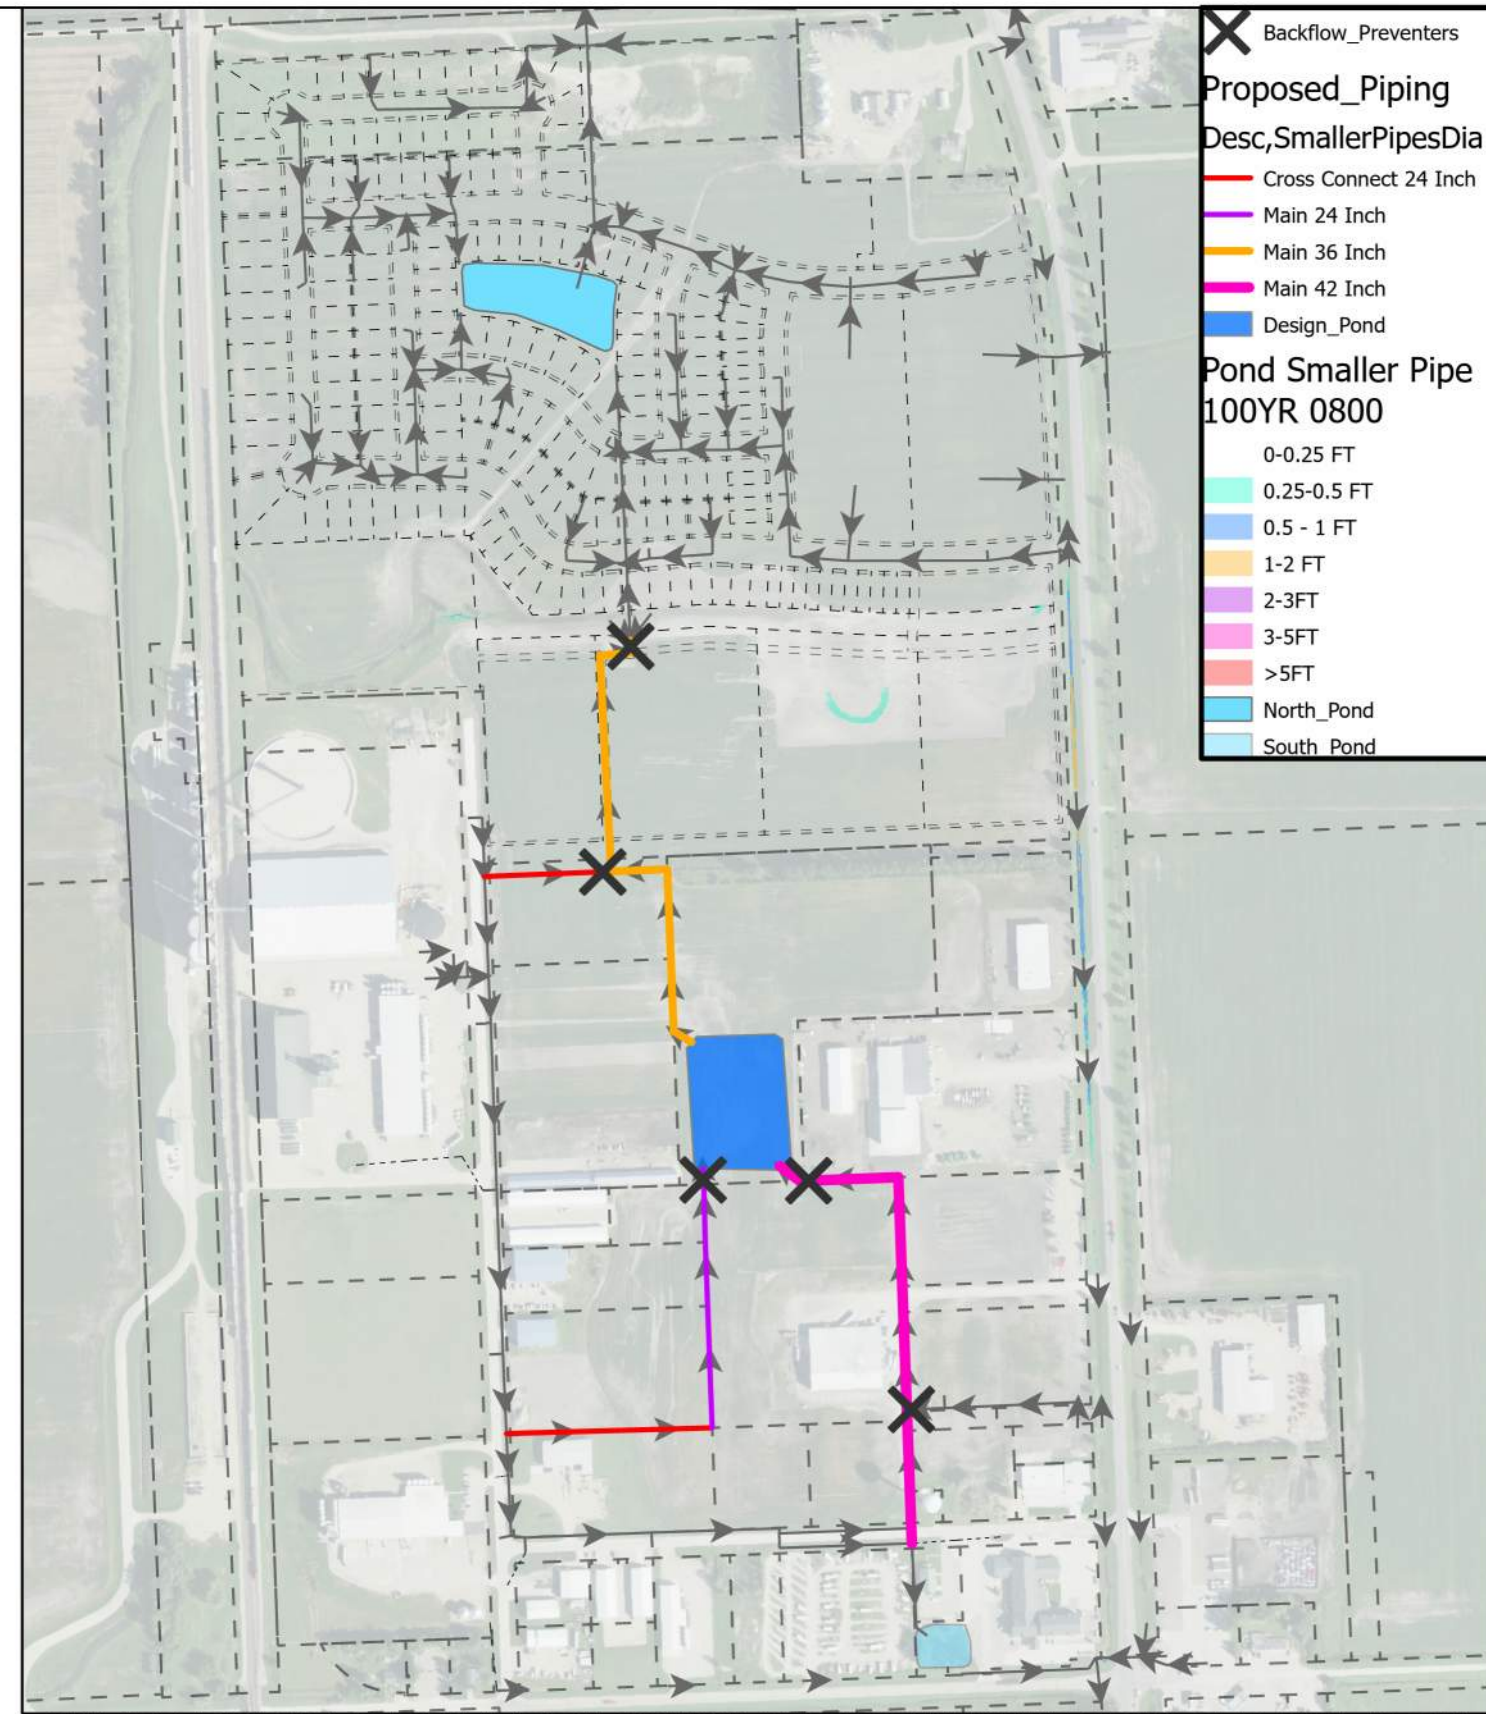 Backflow_Preventers
Proposed_Piping
Desc,SmallerPipesDia
Cross Connect 24 Inch
Main 24 Inch
Main 36 Inch
Main 42 Inch
Design_Pond
Pond Smaller Pipe
100YR 0800
0-0.25 FT
0.25-0.5 FT
0.5 - 1 FT
1-2 FT
2-3FT
3-5FT
>5FT
North_Pond
South_Pond